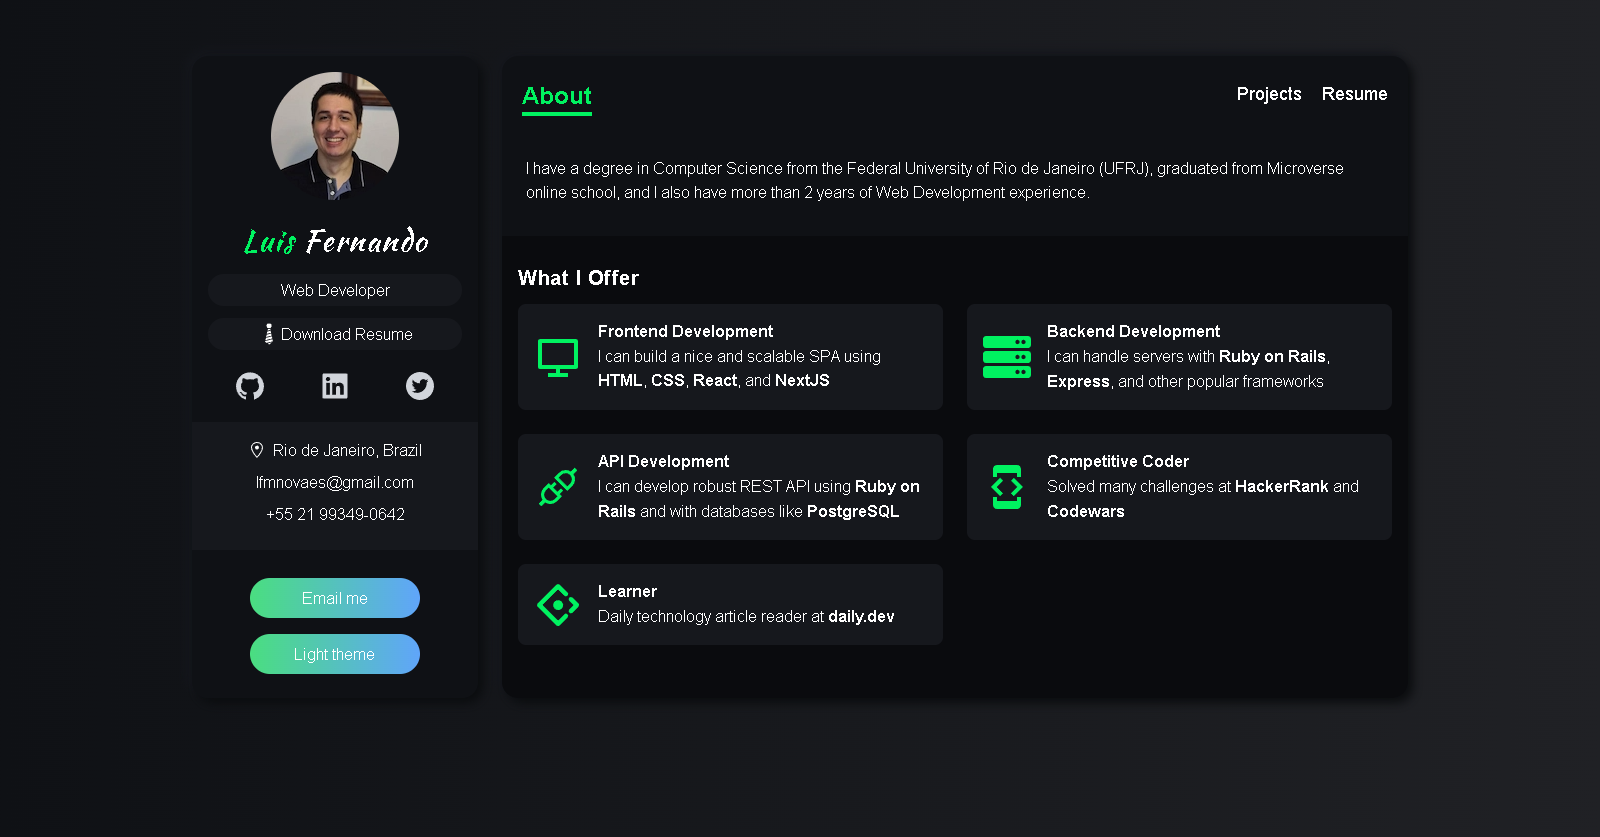 Luis Fernando
Web Developer
Download Resume
Rio de Janeiro, Brazil
lfmnovaes@gmail.com
+55 21 99349-0642
Email me
Light theme
About
Projects
Resume
I have a degree in Computer Science from the Federal University of Rio de Janeiro (UFRJ), graduated from Microverse
online school, and I also have more than 2 years of Web Development experience.
What I Offer
Frontend Development
I can build a nice and scalable SPA using
HTML, CSS, React, and NextJS
Backend Development
I can handle servers with Ruby on Rails,
Express, and other popular frameworks
API Development
I can develop robust REST API using Ruby on
Rails and with databases like PostgreSQL
Competitive Coder
Solved many challenges at HackerRank and
Codewars
Learner
Daily technology article reader at daily.dev